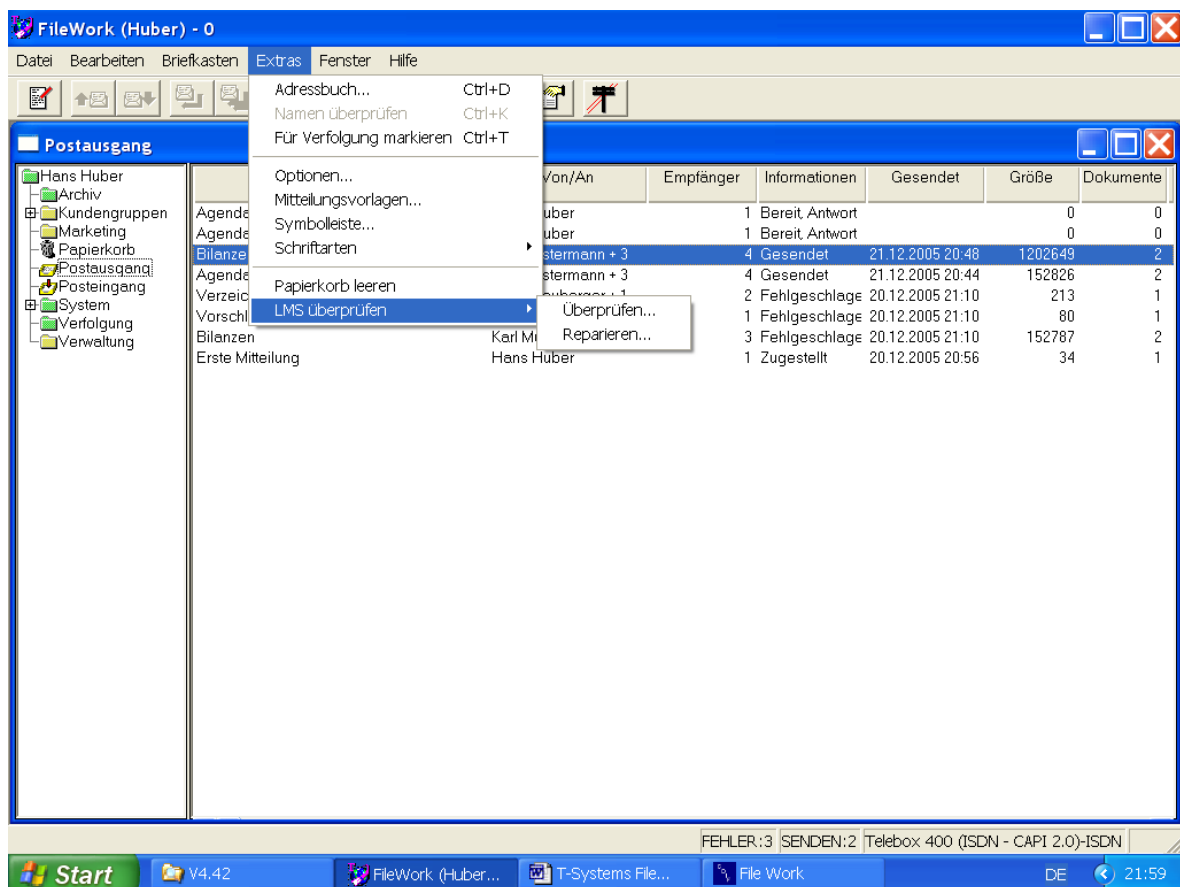 FileWork (Huber) - 0
Datei Bearbeiten Briefkasten Extras Fenster Hilfe
Adressbuch... Ctrl+D
Namen überprüfen Ctrl+K
Für Verfolgung markieren Ctrl+T
Optionen...
Mitteilungsvorlagen...
Symbolleiste...
Schriftarten
Papierkorb leeren
LMS überprüfen
Überprüfen...
Reparieren...
Postausgang
Hans Huber
Archiv
Kundengruppen
Marketing
Papierkorb
Postausgang
Posteingang
System
Verfolgung
Verwaltung
Von/An Empfänger Informationen Gesendet Größe Dokumente
Agenda uber 1 Bereit, Antwort 0 0
Agenda uber 1 Bereit, Antwort 0 0
Bilanze stermann + 3 4 Gesendet 21.12.2005 20:48 1202649 2
Agenda stermann + 3 4 Gesendet 21.12.2005 20:44 152826 2
Verzeic 2 Fehlgeschlage 20.12.2005 21:10 213 1
Vorschl 1 Fehlgeschlage 20.12.2005 21:10 80 1
Bilanzen Karl M 3 Fehlgeschlage 20.12.2005 21:10 152787 2
Erste Mitteilung Hans Huber 1 Zugestellt 20.12.2005 20:56 34 1
FEHLER:3 SENDEN:2 Telebox 400 (ISDN - CAPI 2.0)-ISDN
Start V4.42 FileWork (Huber... T-Systems File... File Work DE 21:59